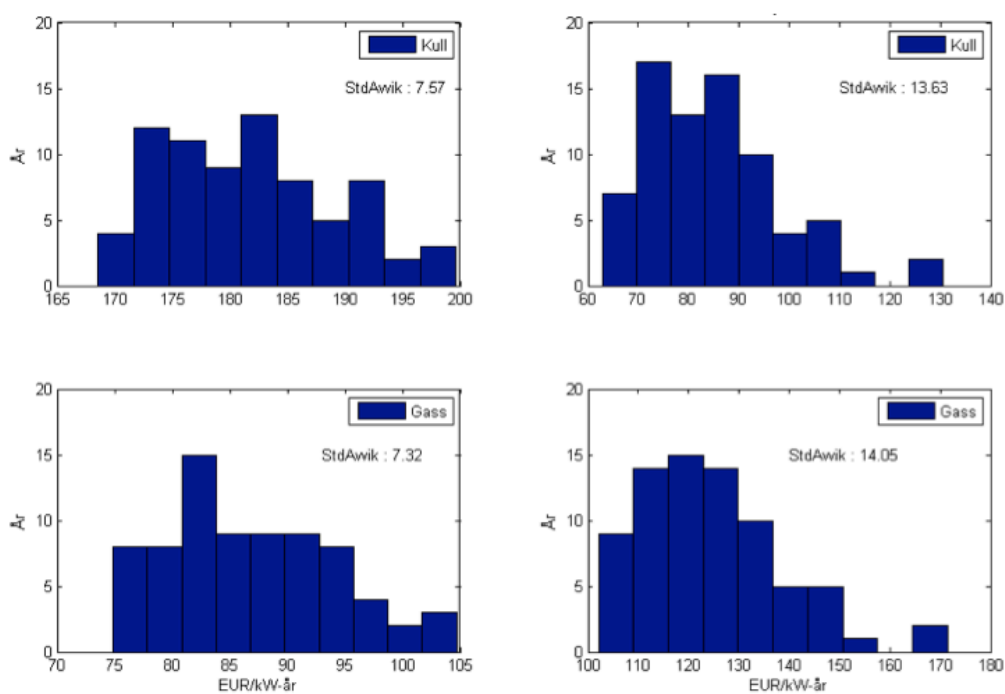 20
15
10
5
0
År
Kull
StdAvvik : 7.57
165 170 175 180 185 190 195 200
20
15
10
5
0
År
Kull
StdAvvik : 13.63
60 70 80 90 100 110 120 130 140
20
15
10
5
0
År
Gass
StdAvvik : 7.32
70 75 80 85 90 95 100 105
EUR/kW-år
20
15
10
5
0
År
Gass
StdAvvik : 14.05
100 110 120 130 140 150 160 170 180
EUR/kW-år